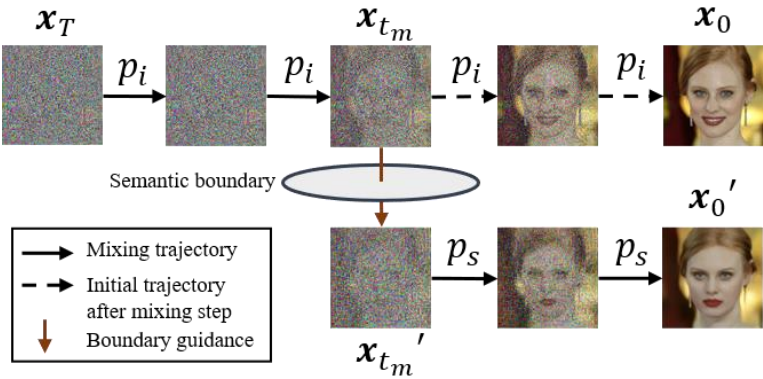 x_T x_{t_m} x_0
p_i p_i p_i p_i
Semantic boundary
x_0′
Mixing trajectory
p_s p_s
Initial trajectory
after mixing step
Boundary guidance
x_{t_m}′